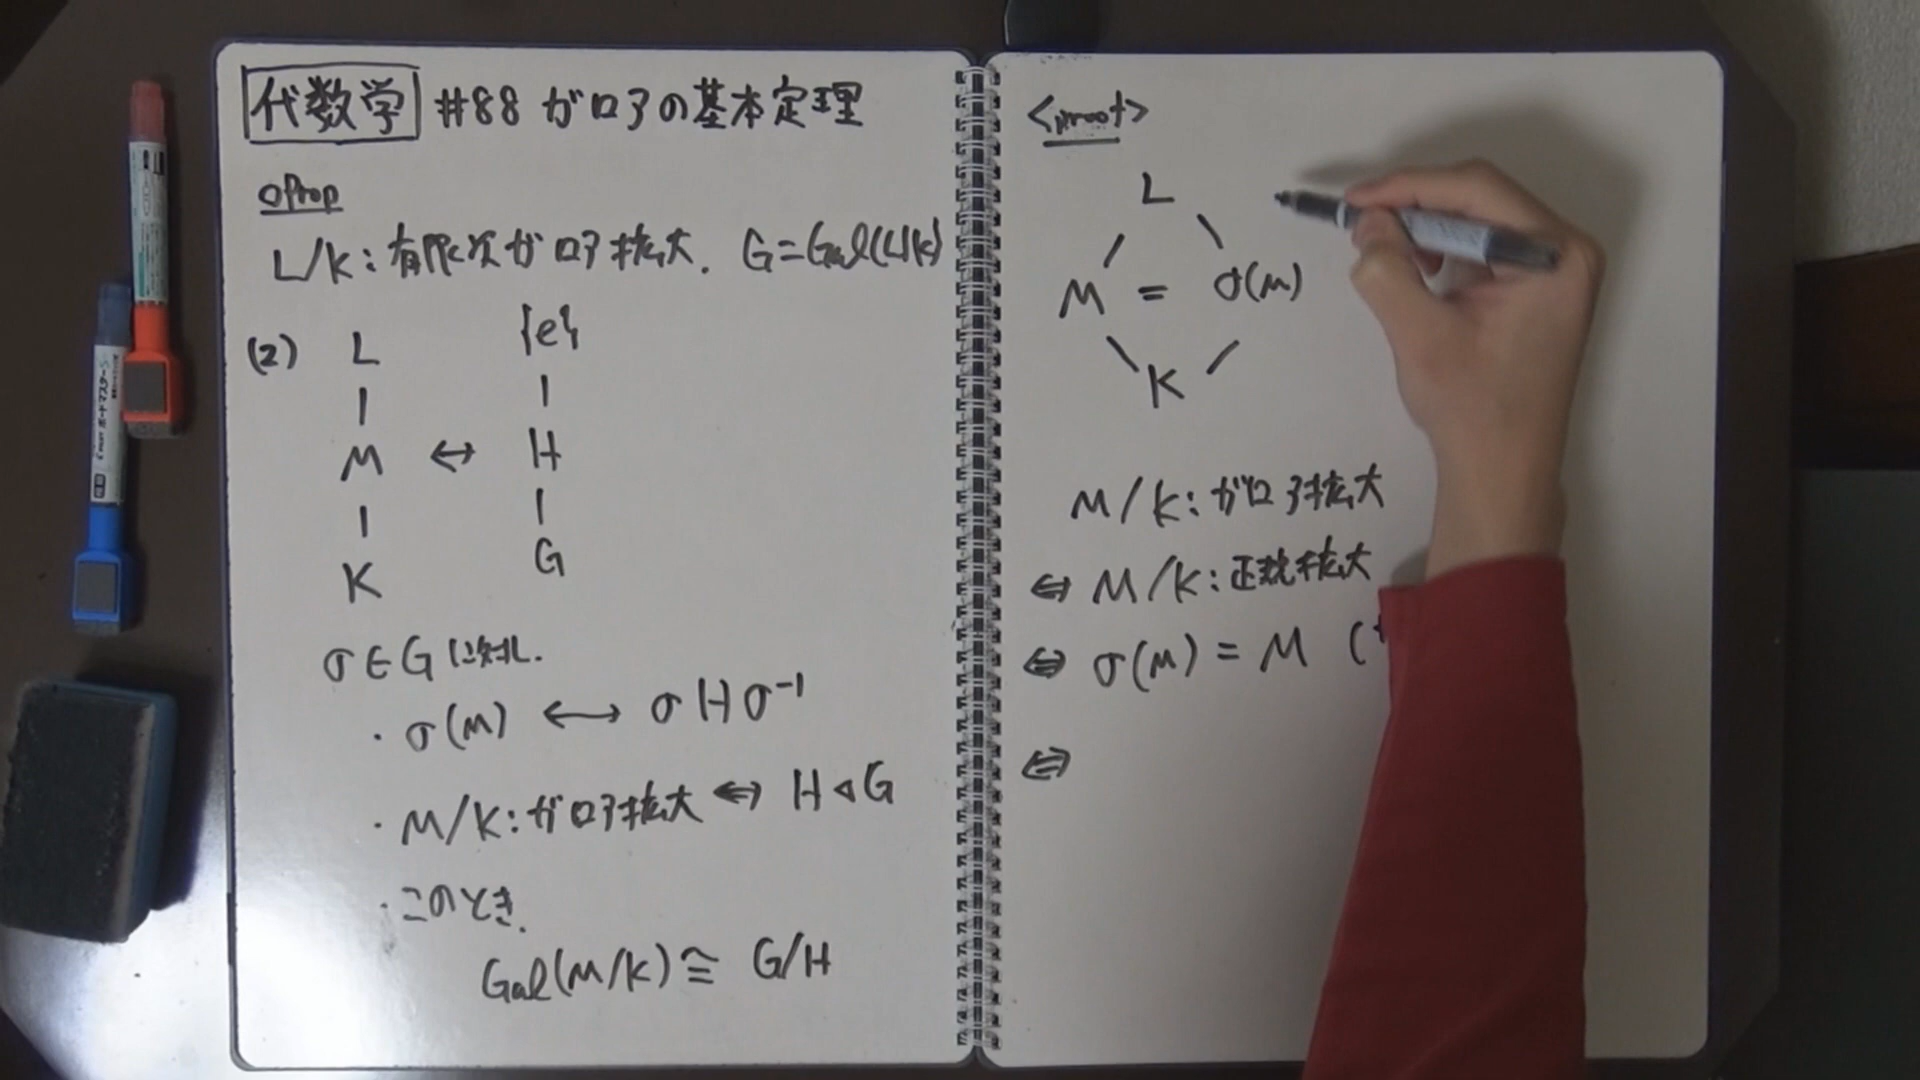 代数学 #88 ガロアの基本定理
○Prop
L/K:有限次ガロア拡大. G=Gal(L/K)
(2) L {e}
| |
M ↔ H
| |
K G
σ∈Gに対し.
・σ(M) ⟷ σHσ⁻¹
・M/K:ガロア拡大 ⇔ H◁G
・このとき.
Gal(M/K) ≅ G/H
<proof>
L
/ \
M = σ(M)
\ /
K
M/K:ガロア拡大
⇔ M/K:正規拡大
⇔ σ(M) = M (
⇔